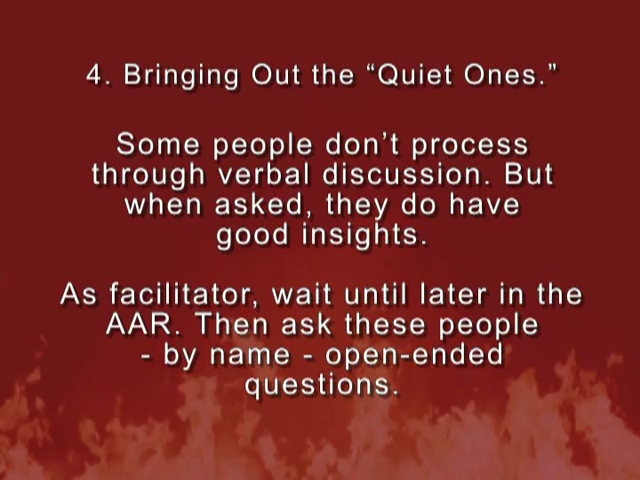 4. Bringing Out the “Quiet Ones.”
Some people don’t process
through verbal discussion. But
when asked, they do have
good insights.
As facilitator, wait until later in the
AAR. Then ask these people
- by name - open-ended
questions.